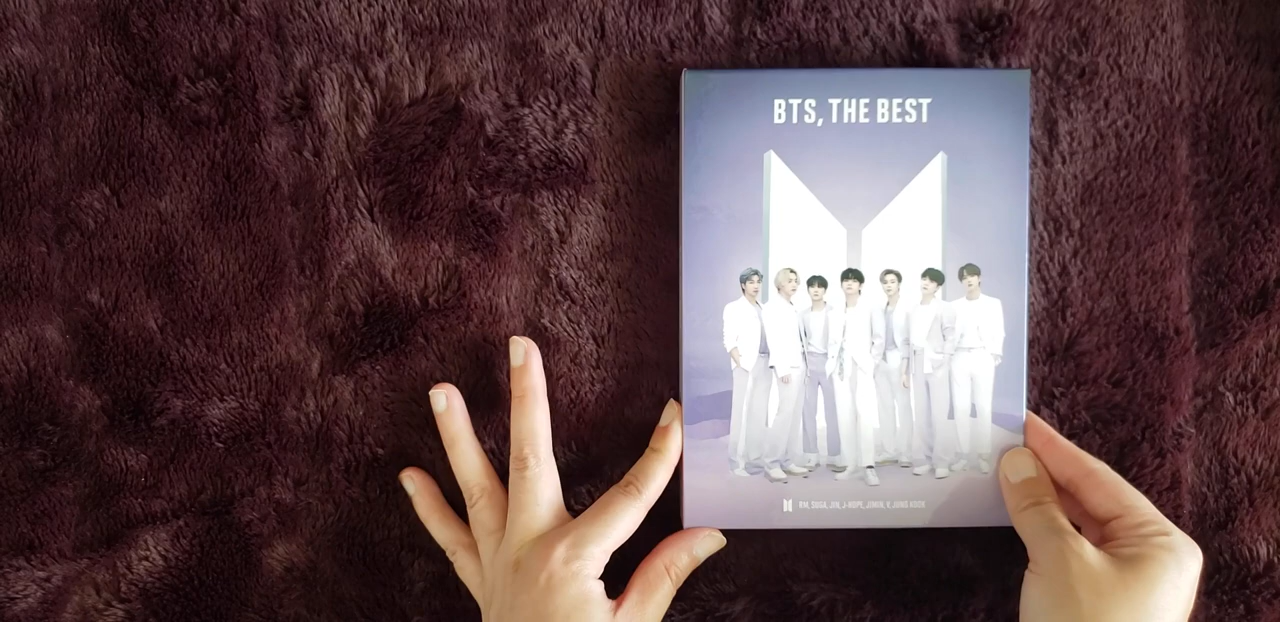 BTS, THE BEST
RM, SUGA, JIN, J-HOPE, JIMIN, V, JUNG KOOK